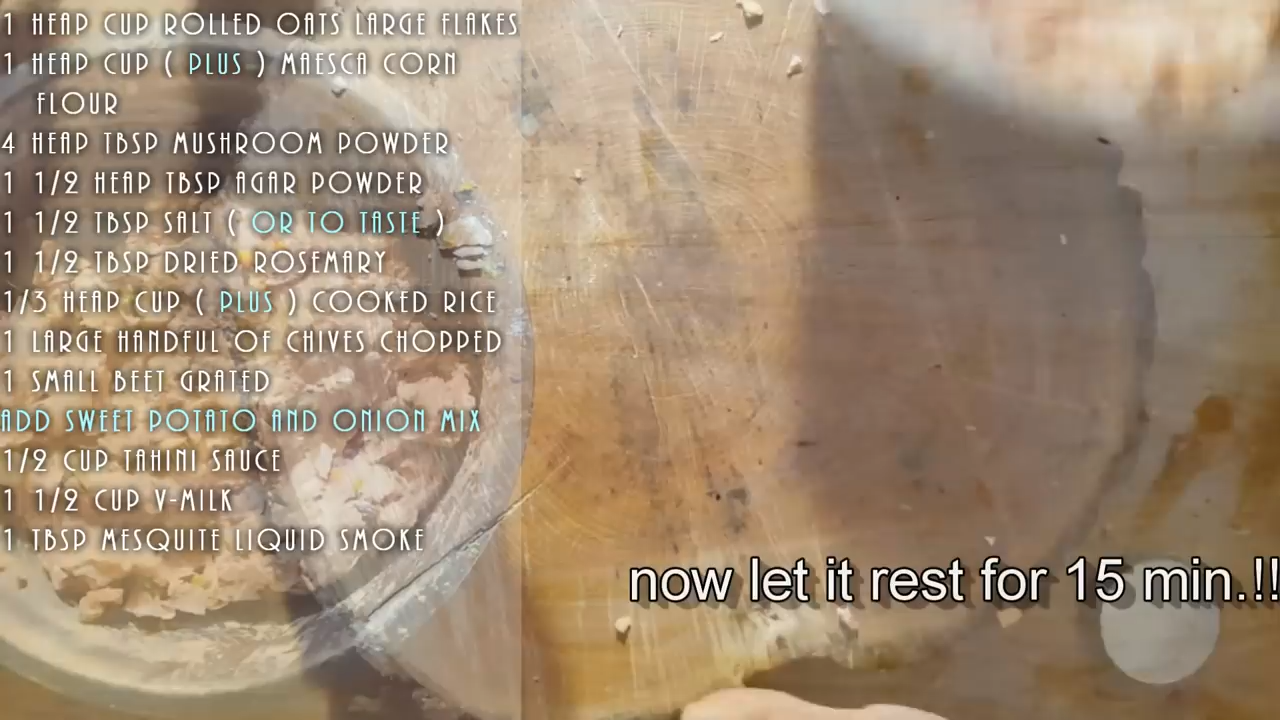 1 HEAP CUP ROLLED OATS LARGE FLAKES
1 HEAP CUP ( PLUS ) MAESCA CORN
FLOUR
4 HEAP TBSP MUSHROOM POWDER
1 1/2 HEAP TBSP AGAR POWDER
1 1/2 TBSP SALT ( OR TO TASTE )
1 1/2 TBSP DRIED ROSEMARY
1/3 HEAP CUP ( PLUS ) COOKED RICE
1 LARGE HANDFUL OF CHIVES CHOPPED
1 SMALL BEET GRATED
ADD SWEET POTATO AND ONION MIX
1/2 CUP TAHINI SAUCE
1 1/2 CUP V-MILK
1 TBSP MESQUITE LIQUID SMOKE
now let it rest for 15 min.!!